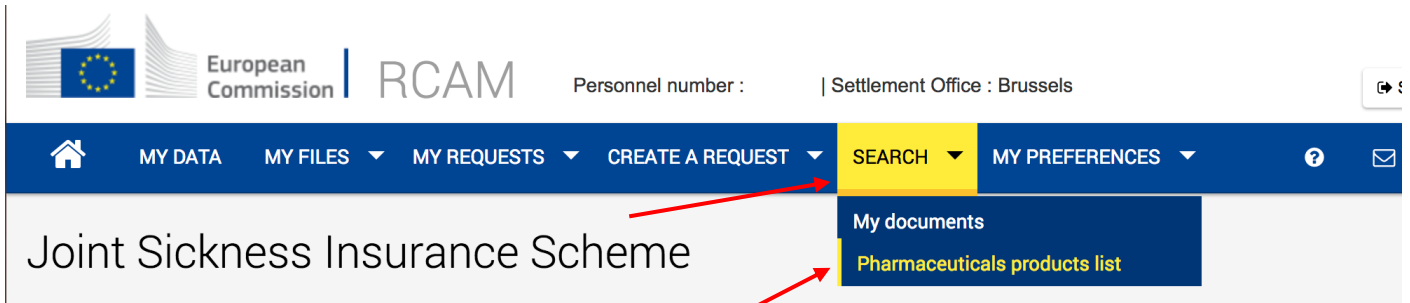 European
Commission
RCAM
Personnel number : | Settlement Office : Brussels
MY DATA MY FILES MY REQUESTS CREATE A REQUEST SEARCH MY PREFERENCES
My documents
Joint Sickness Insurance Scheme
Pharmaceuticals products list